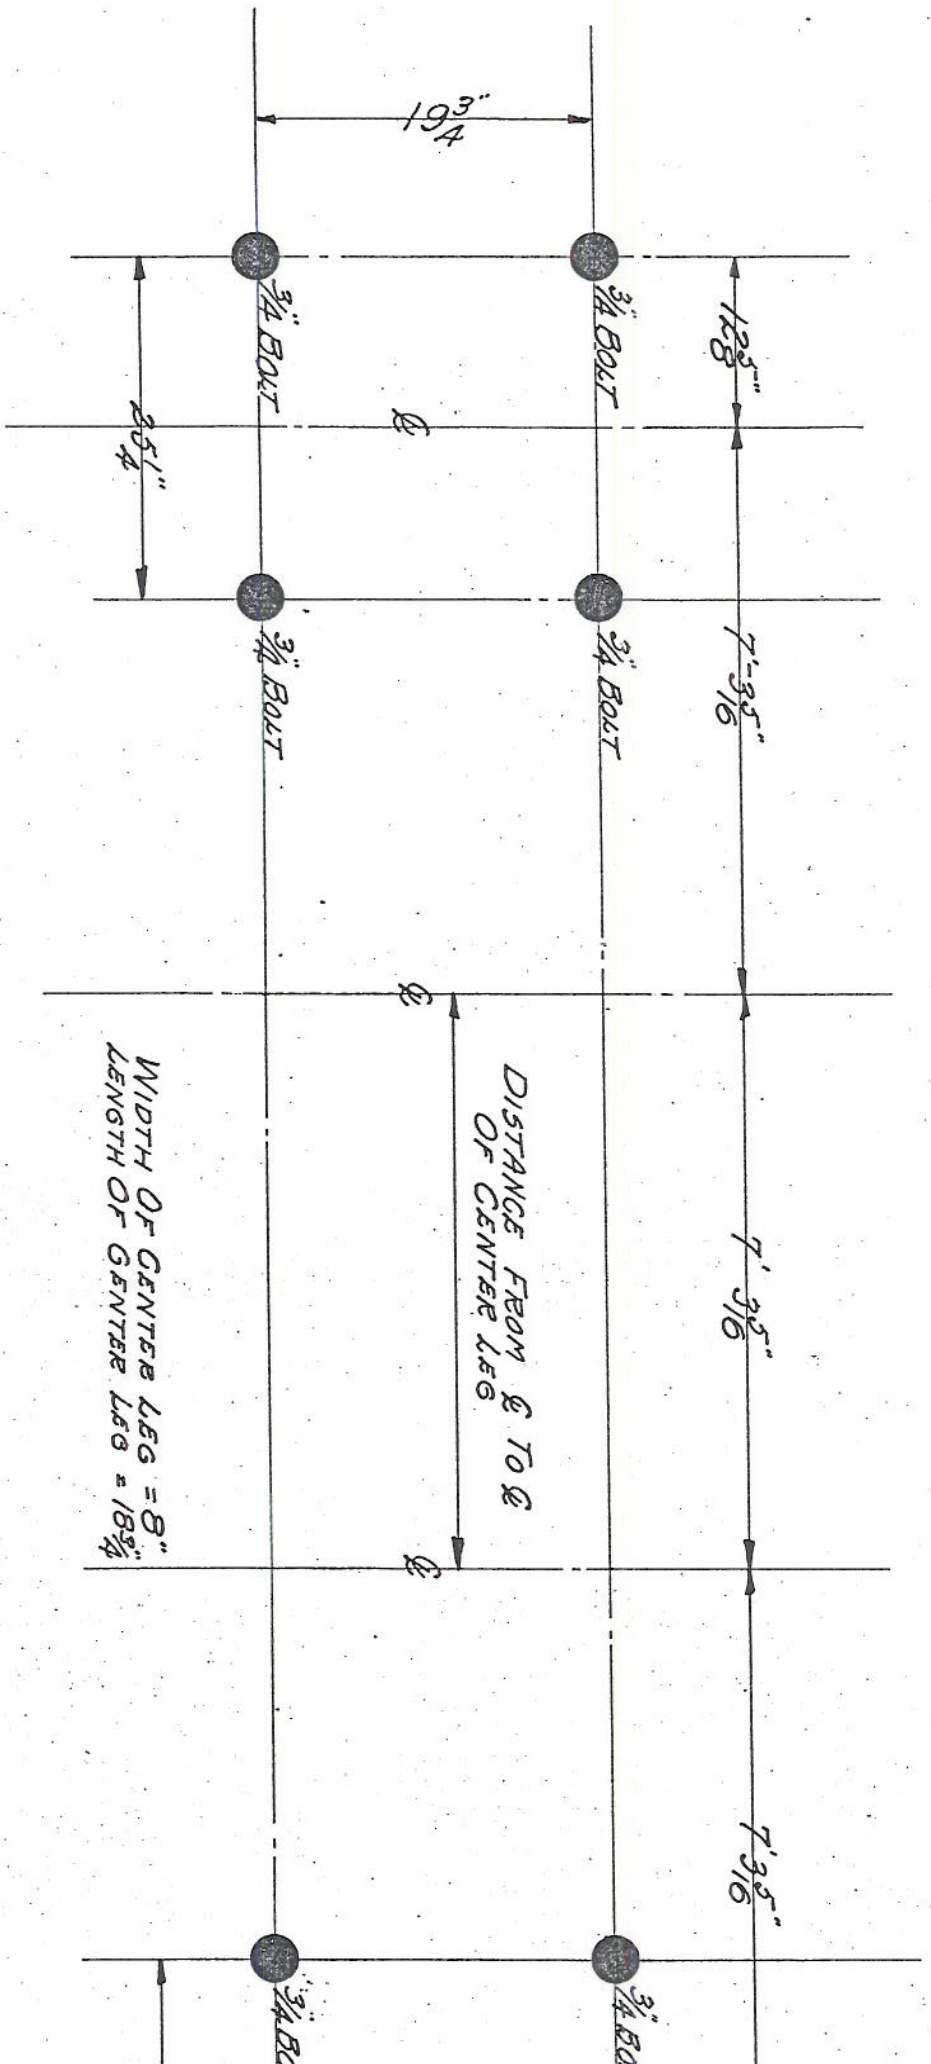 12 5/8"
7'-3 5/16"
7' 3 5/16"
7' 3 5/16"
3/4" BOLT
3/4" BOLT
3/4" BO
DISTANCE FROM ℄ TO ℄
OF CENTER LEG
19 3/4"
℄
℄
℄
3/4" BOLT
3/4" BOLT
3/4" BO
25 1/4"
WIDTH OF CENTER LEG = 8"
LENGTH OF CENTER LEG = 18 3/4"